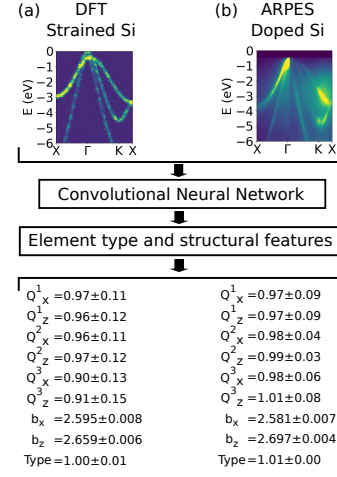 (a) DFT
Strained Si
E (eV)
0
−1
−2
−3
−4
−5
−6
X Γ K X
(b) ARPES
Doped Si
E (eV)
0
−1
−2
−3
−4
−5
−6
X Γ K X
Convolutional Neural Network
Element type and structural features
Q¹ₓ=0.97±0.11
Q¹z=0.96±0.12
Q²ₓ=0.96±0.11
Q²z=0.97±0.12
Q³ₓ=0.90±0.13
Q³z=0.91±0.15
bₓ=2.595±0.008
bz=2.659±0.006
Type=1.00±0.01
Q¹ₓ=0.97±0.09
Q¹z=0.97±0.09
Q²ₓ=0.98±0.04
Q²z=0.99±0.03
Q³ₓ=0.98±0.06
Q³z=1.01±0.08
bₓ=2.581±0.007
bz=2.697±0.004
Type=1.01±0.00